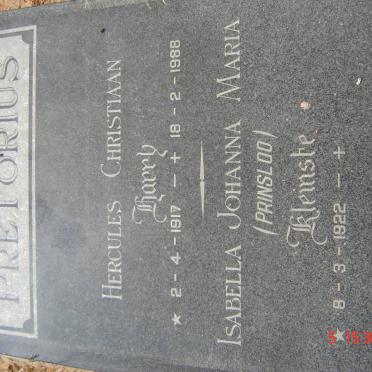 PRETORIUS
HERCULES CHRISTIAAN
Harry
★ 2-4-1917 — + 18-2-1988
ISABELLA JOHANNA MARIA
(PRINSLOO)
Kleinste
★ 8-3-1922 — +